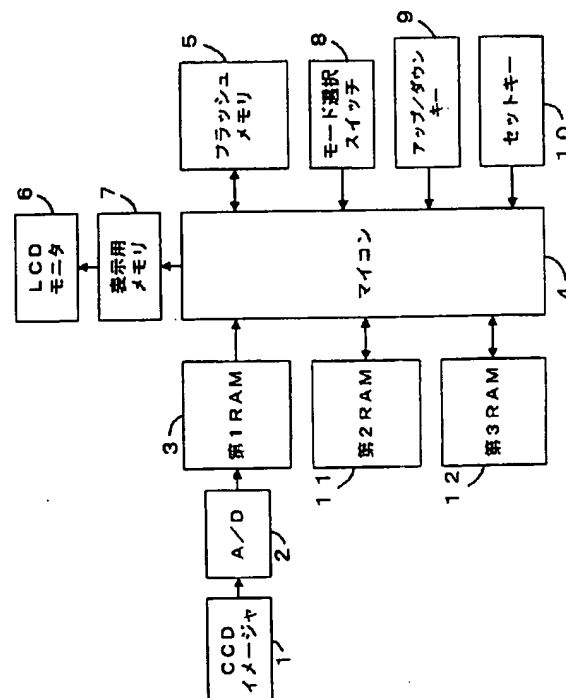 CCD
イメージャ
1
A/D
2
第1RAM
3
第2RAM
11
第3RAM
12
マイコン
4
LCD
モニタ
6
表示用
メモリ
7
フラッシュ
メモリ
5
モード選択
スイッチ
8
アップ/ダウン
キー
9
セットキー
10